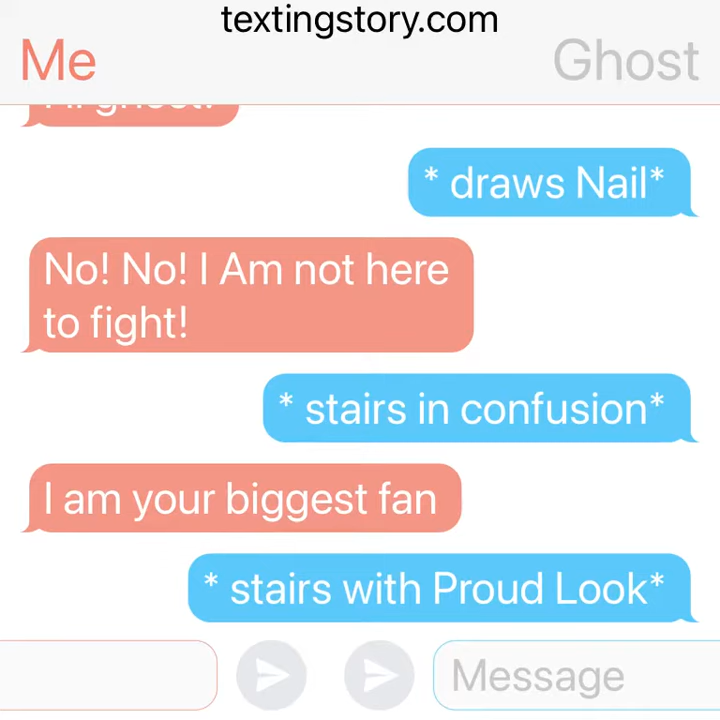 textingstory.com
Me
Ghost
* draws Nail*
No! No! I Am not here
to fight!
* stairs in confusion*
I am your biggest fan
* stairs with Proud Look*
Message